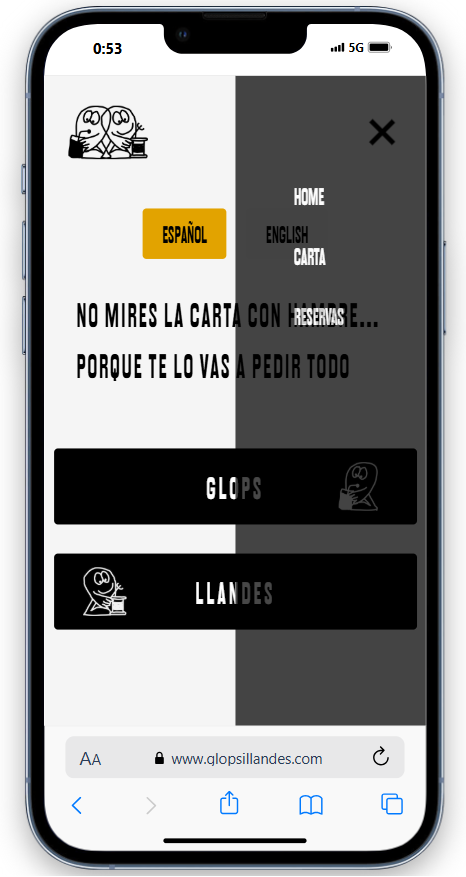 0:53
5G
HOME
ESPAÑOL
ENGLISH
CARTA
NO MIRES LA CARTA CON HAMBRE...
RESERVAS
PORQUE TE LO VAS A PEDIR TODO
GLOPS
LLANDES
AA
www.glopsillandes.com